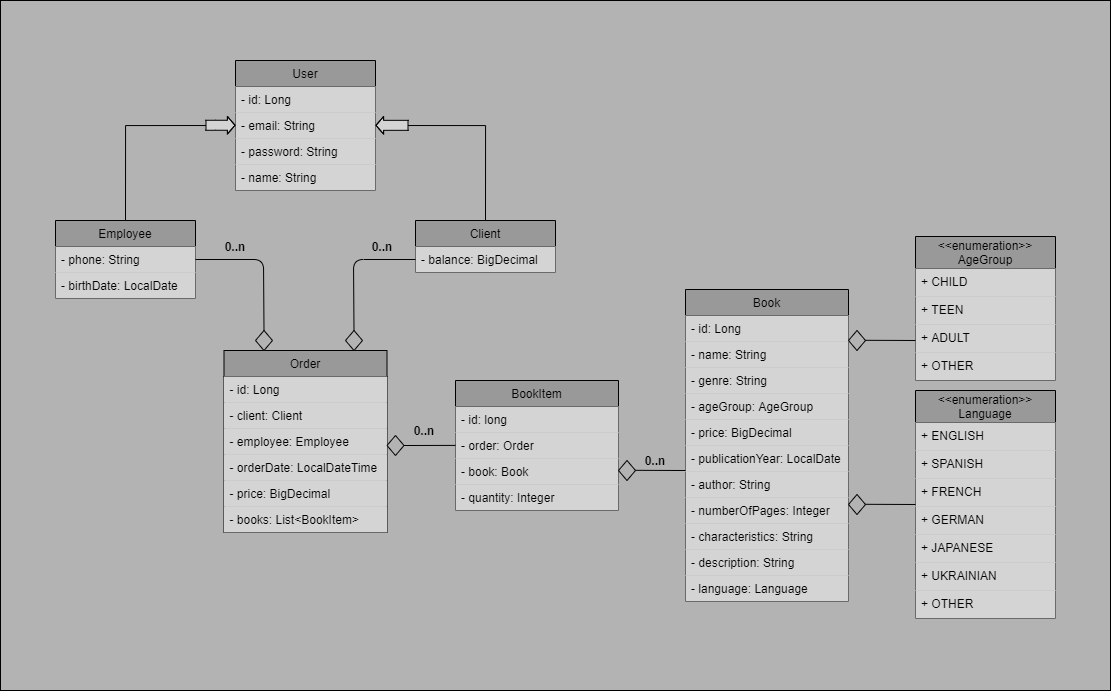 User
- id: Long
- email: String
- password: String
- name: String
Employee
- phone: String
- birthDate: LocalDate
0..n
0..n
Client
- balance: BigDecimal
Order
- id: Long
- client: Client
- employee: Employee
- orderDate: LocalDateTime
- price: BigDecimal
- books: List<BookItem>
0..n
BookItem
- id: long
- order: Order
- book: Book
- quantity: Integer
0..n
Book
- id: Long
- name: String
- genre: String
- ageGroup: AgeGroup
- price: BigDecimal
- publicationYear: LocalDate
- author: String
- numberOfPages: Integer
- characteristics: String
- description: String
- language: Language
<<enumeration>>
AgeGroup
+ CHILD
+ TEEN
+ ADULT
+ OTHER
<<enumeration>>
Language
+ ENGLISH
+ SPANISH
+ FRENCH
+ GERMAN
+ JAPANESE
+ UKRAINIAN
+ OTHER